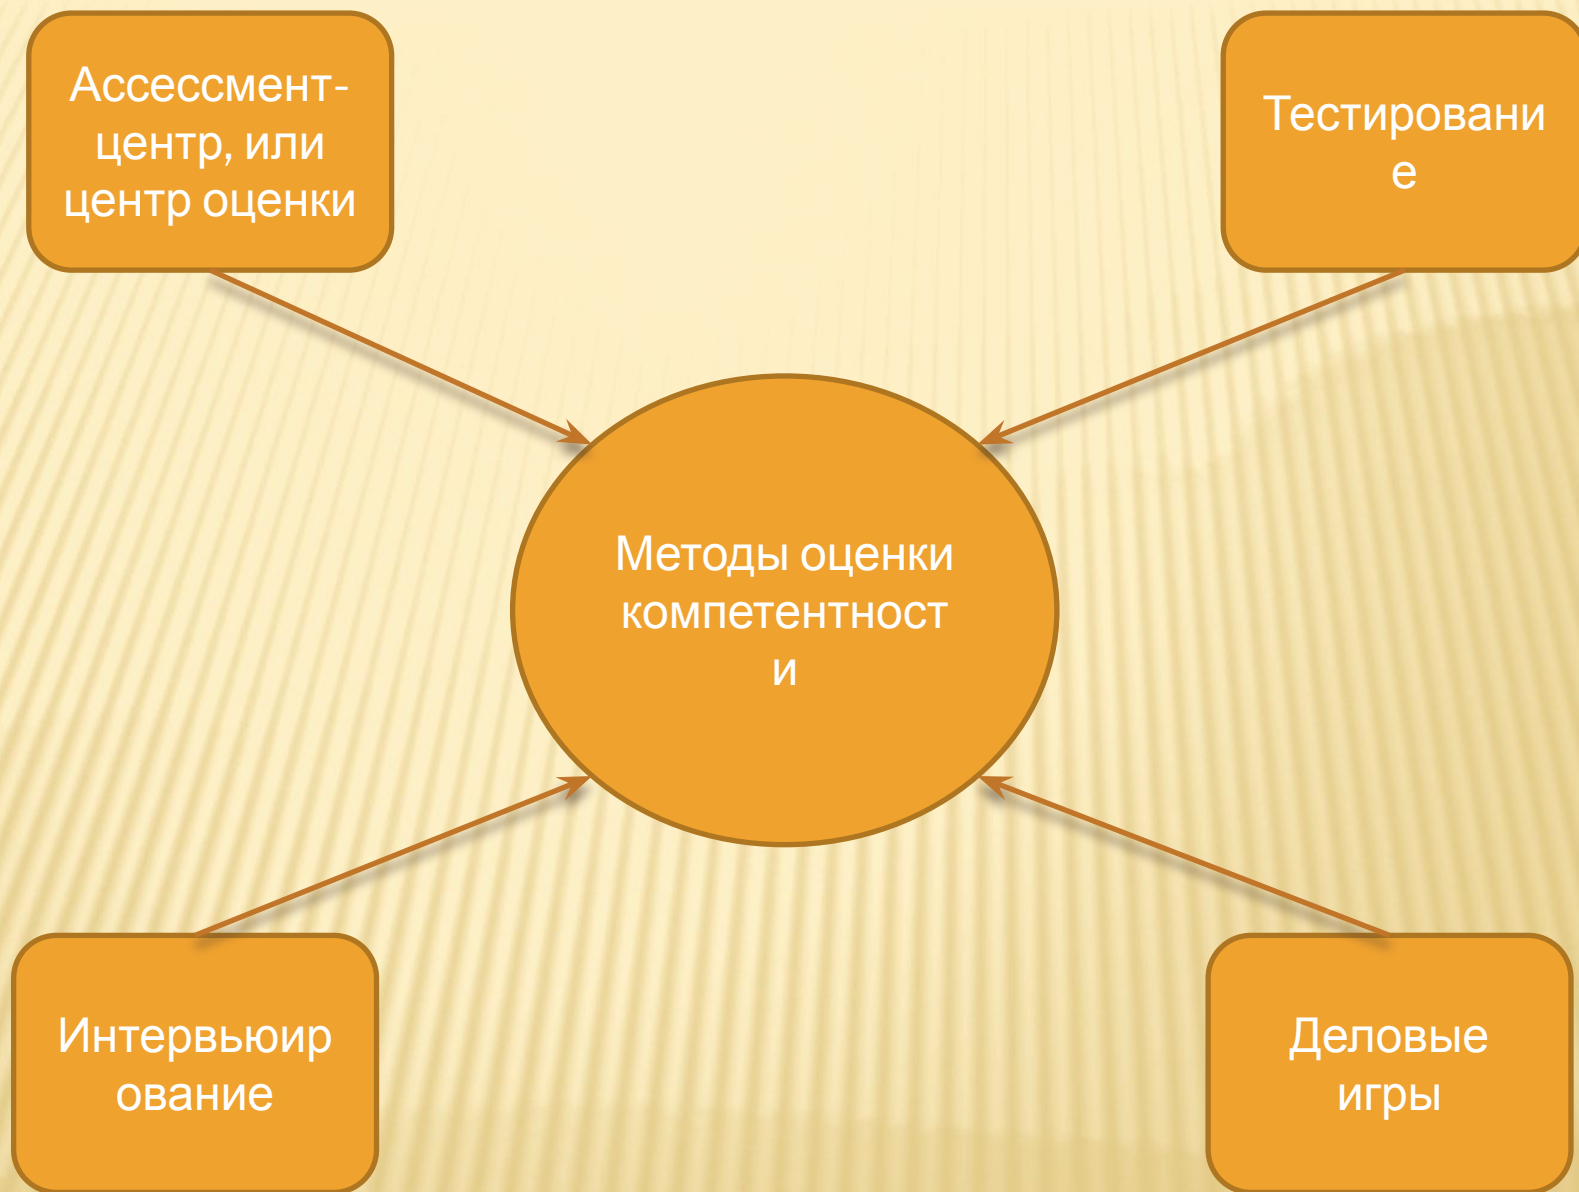 Ассессмент-
центр, или
центр оценки
Тестировани
е
Методы оценки
компетентност
и
Интервьюир
ование
Деловые
игры